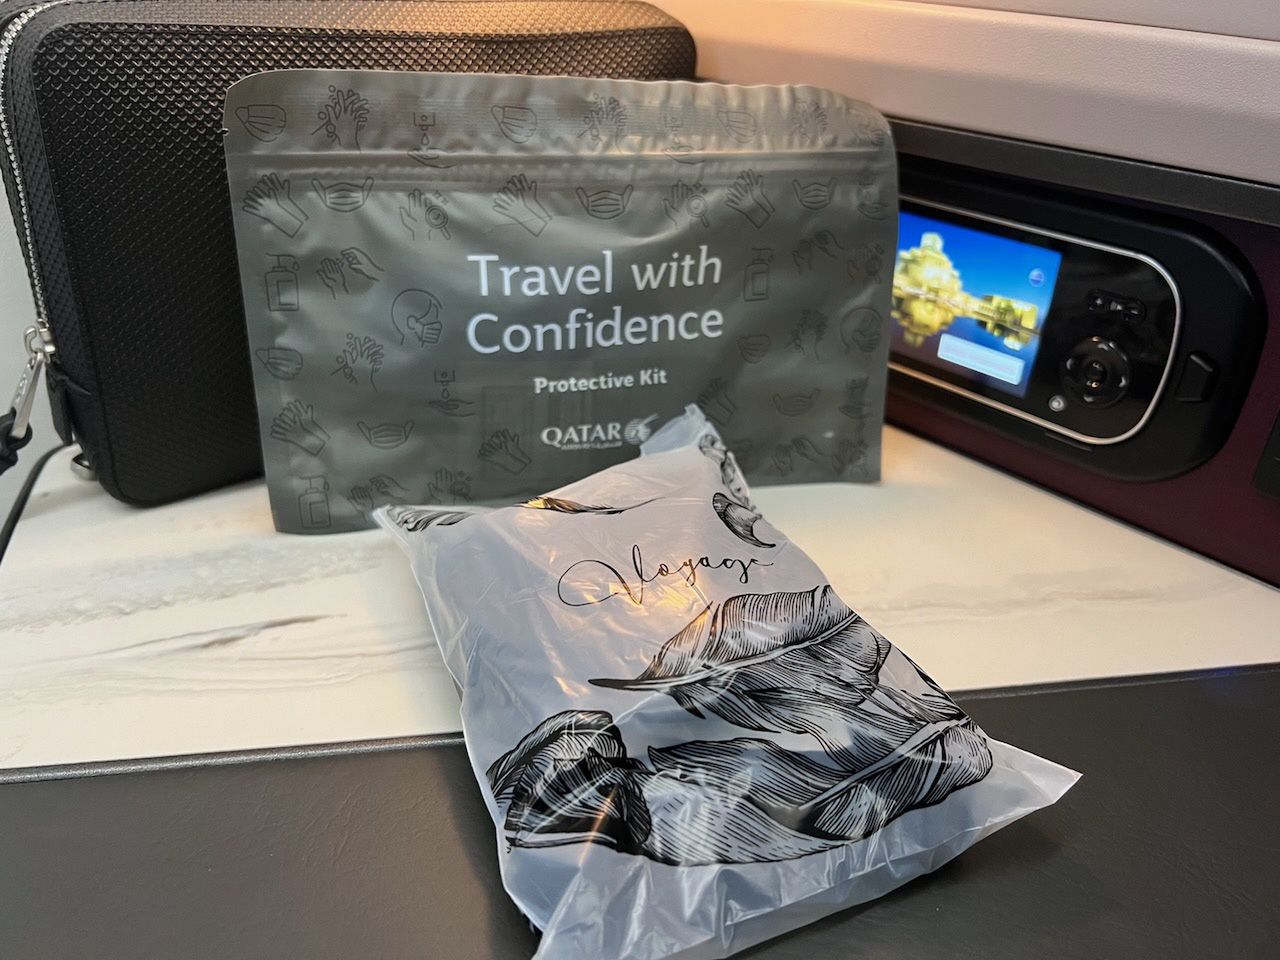 Travel with
Confidence
Protective Kit
QATAR
Voyage